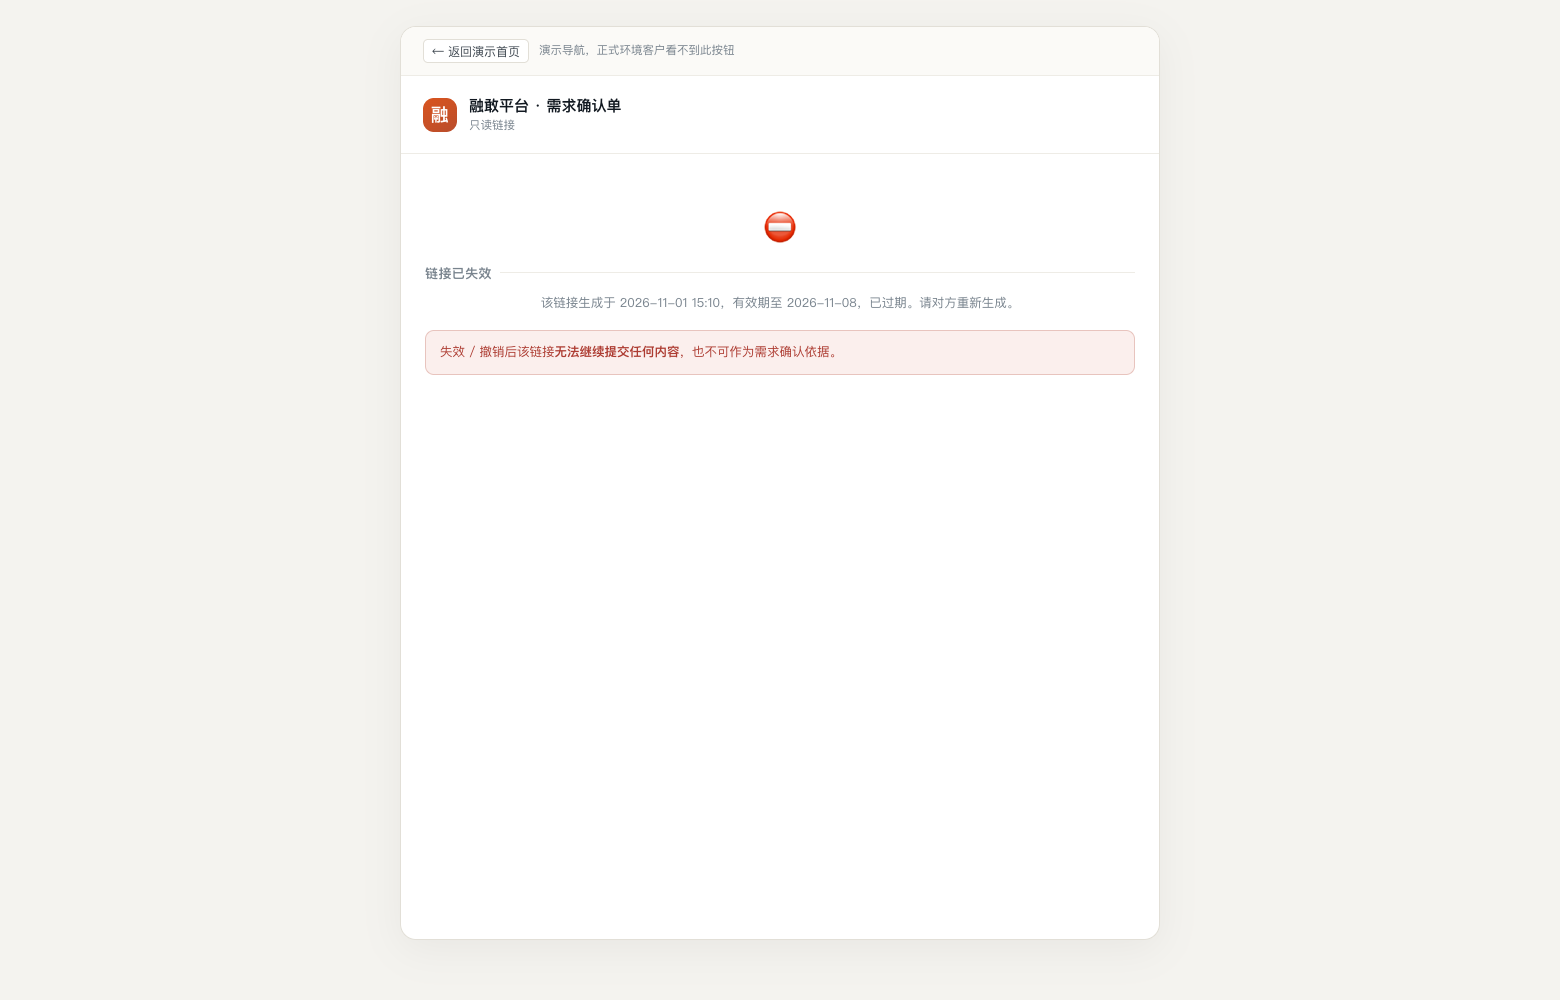 ← 返回演示首页 演示导航，正式环境客户看不到此按钮
融
融敢平台 · 需求确认单
只读链接
链接已失效
该链接生成于 2026-11-01 15:10，有效期至 2026-11-08，已过期。请对方重新生成。
失效 / 撤销后该链接无法继续提交任何内容，也不可作为需求确认依据。